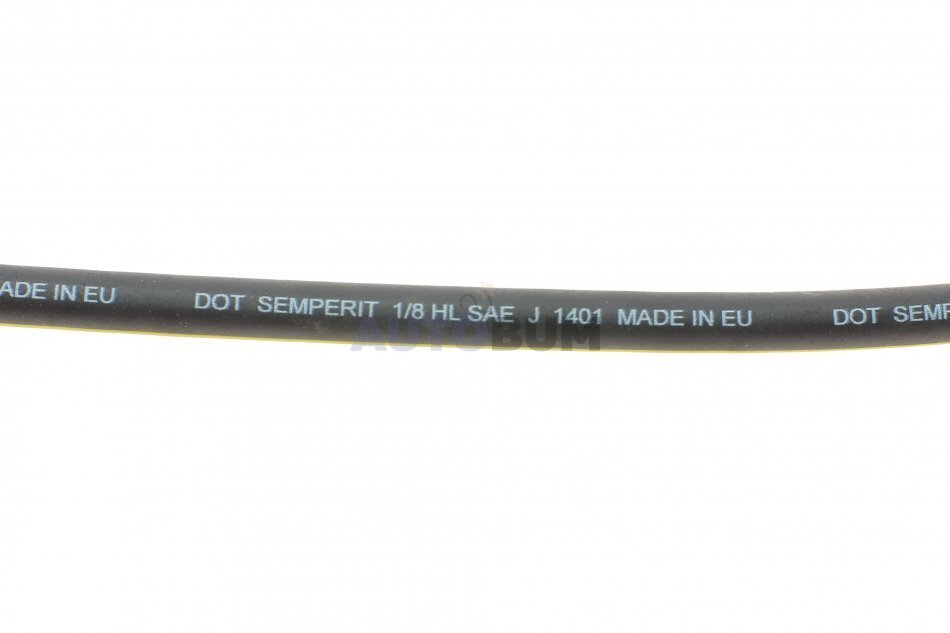 ADE IN EU DOT SEMPERIT 1/8 HL SAE J 1401 MADE IN EU DOT SEMP
AUTOBUM